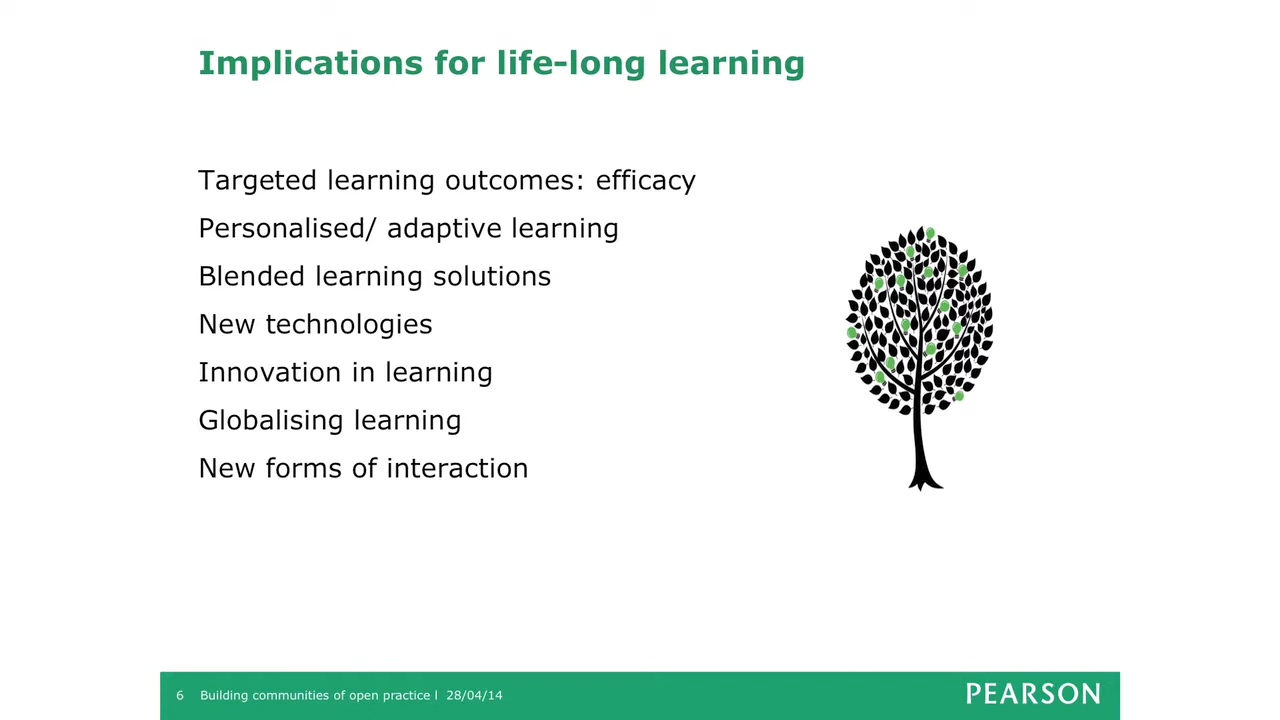 Implications for life-long learning
Targeted learning outcomes: efficacy
Personalised/ adaptive learning
Blended learning solutions
New technologies
Innovation in learning
Globalising learning
New forms of interaction
6 Building communities of open practice l 28/04/14
PEARSON